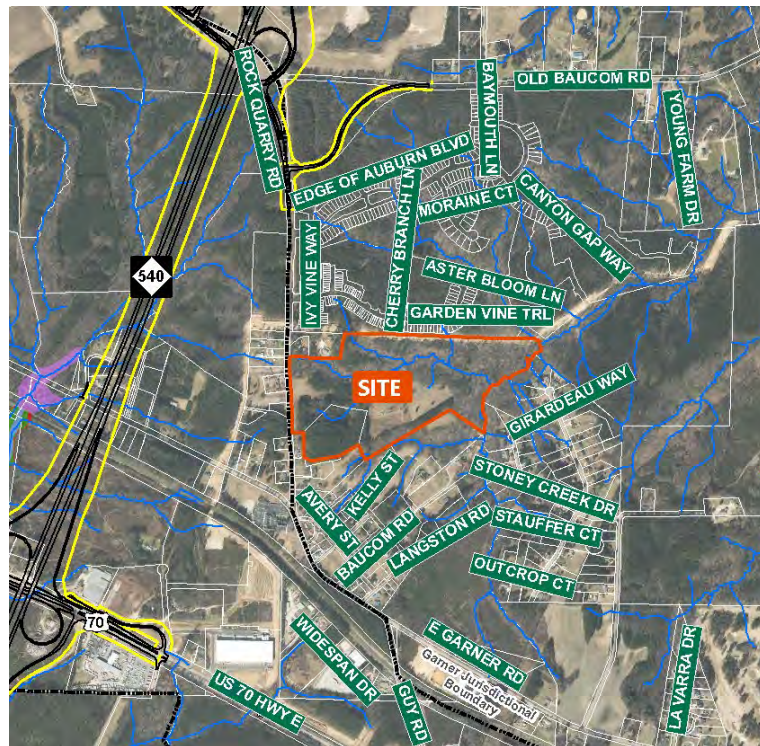 OLD BAUCOM RD
ROCK QUARRY RD
BAYMOUTH LN
YOUNG FARM DR
EDGE OF AUBURN BLVD
CHERRY BRANCH LN
MORAINE CT
CANYON GAP WAY
IVY VINE WAY
540
ASTER BLOOM LN
GARDEN VINE TRL
SITE
GIRARDEAU WAY
KELLY ST
STONEY CREEK DR
AVERY ST
BAUCOM RD
LANGSTON RD
STAUFFER CT
OUTCROP CT
70
WIDESPAN DR
E GARNER RD
LA VARRA DR
US 70 HWY E
GUY RD
Garner Jurisdictional
Boundary